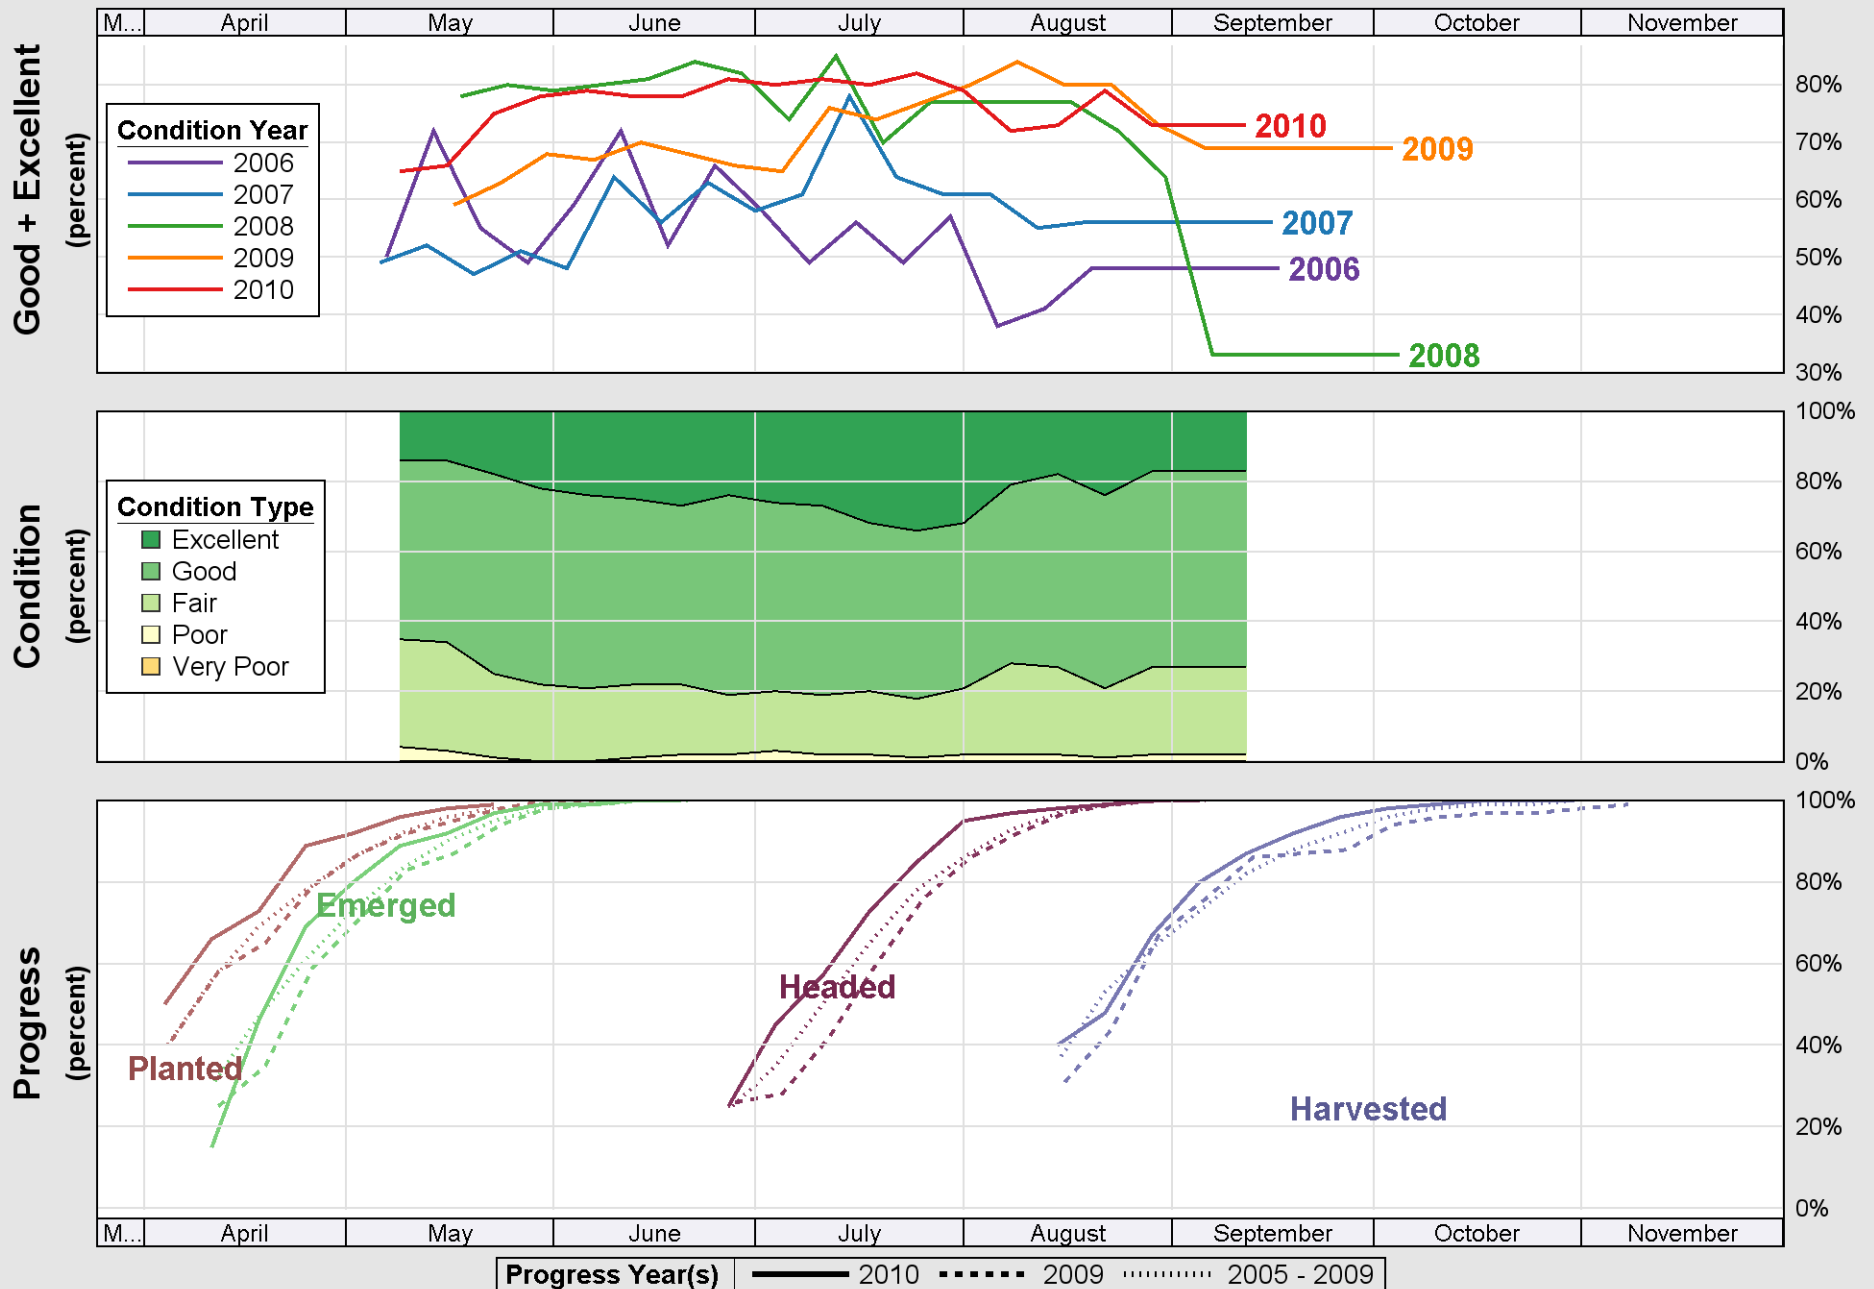 M... April May June July August September October November
Good + Excellent
(percent)
80%
70%
60%
50%
40%
30%
Condition Year
2006
2007
2008
2009
2010
2010
2009
2007
2006
2008
Condition
(percent)
100%
80%
60%
40%
20%
0%
Condition Type
Excellent
Good
Fair
Poor
Very Poor
Progress
(percent)
100%
80%
60%
40%
20%
0%
Emerged
Headed
Planted
Harvested
M... April May June July August September October November
Progress Year(s) 2010 2009 2005 - 2009